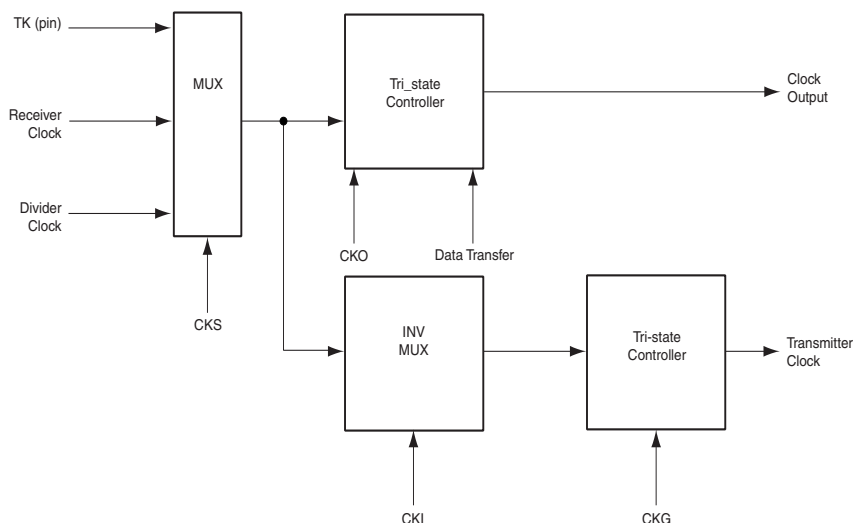 TK (pin)
MUX
Tri_state
Controller
Clock
Output
Receiver
Clock
Divider
Clock
CKO
Data Transfer
CKS
INV
MUX
Tri-state
Controller
Transmitter
Clock
CKI
CKG